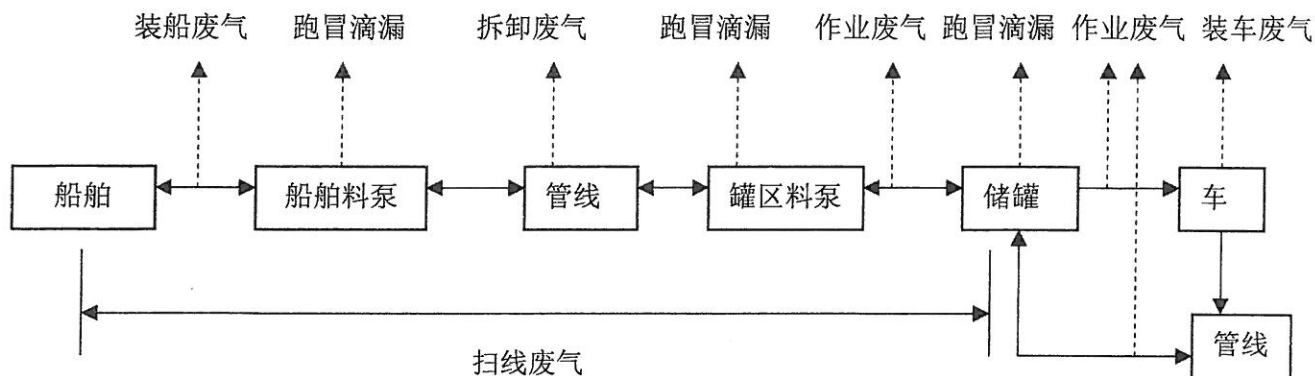 装船废气 跑冒滴漏 拆卸废气 跑冒滴漏 作业废气 跑冒滴漏 作业废气 装车废气
船舶 船舶料泵 管线 罐区料泵 储罐 车
管线
扫线废气